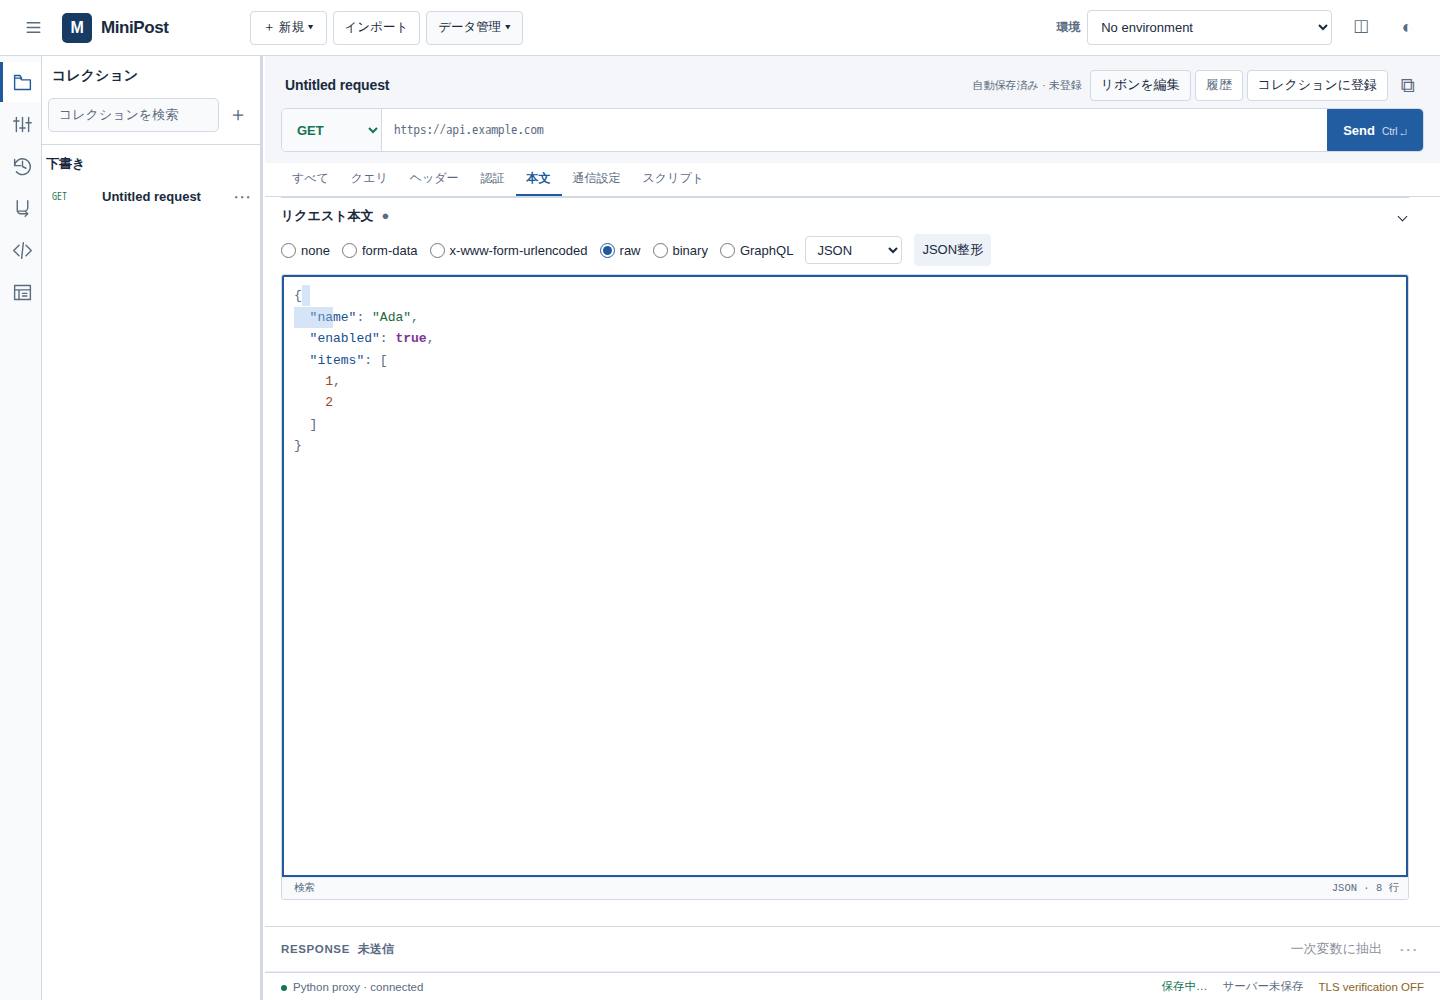 M MiniPost ＋ 新規 ▾ インポート データ管理 ▾ 環境 No environment
コレクション
コレクションを検索 ＋
下書き
GET Untitled request ···
Untitled request 自動保存済み · 未登録 リボンを編集 履歴 コレクションに登録
GET https://api.example.com Send Ctrl ⏎
すべて クエリ ヘッダー 認証 本文 通信設定 スクリプト
リクエスト本文 ●
none form-data x-www-form-urlencoded raw binary GraphQL JSON JSON整形
{
  "name": "Ada",
  "enabled": true,
  "items": [
    1,
    2
  ]
}
検索 JSON · 8 行
RESPONSE 未送信 一次変数に抽出 ···
Python proxy · connected 保存中… サーバー未保存 TLS verification OFF